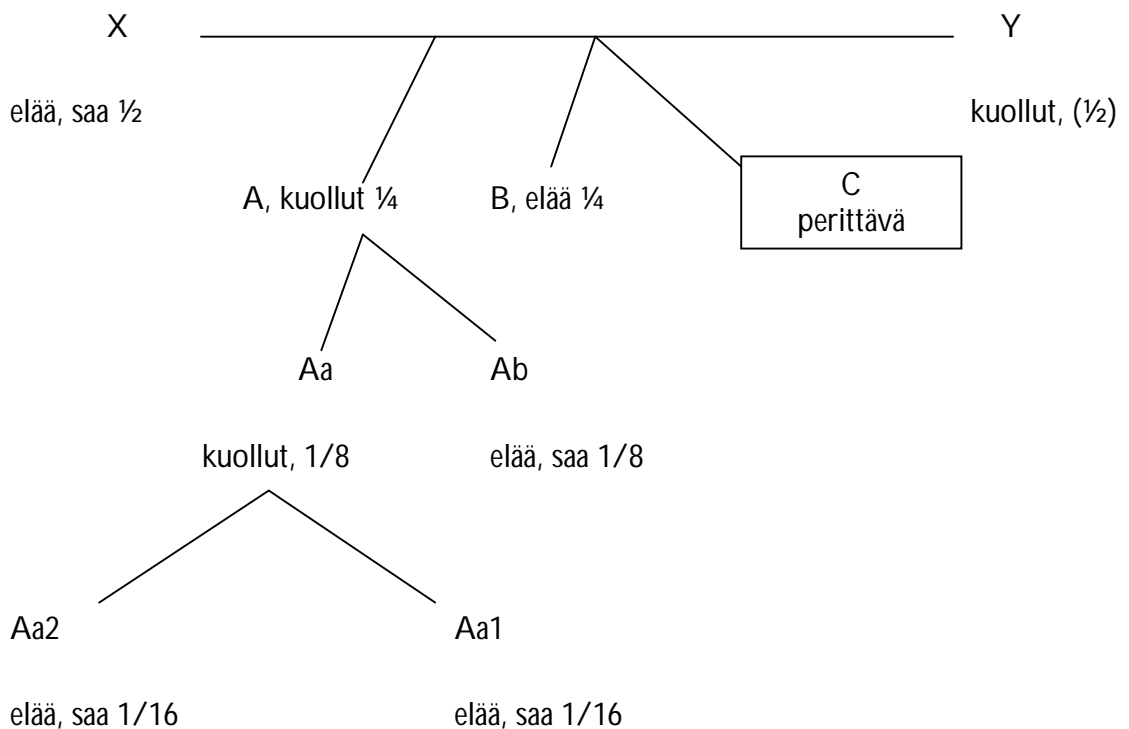 X Y
elää, saa ½ kuollut, (½)
A, kuollut ¼ B, elää ¼ C
perittävä
Aa Ab
kuollut, 1/8 elää, saa 1/8
Aa2 Aa1
elää, saa 1/16 elää, saa 1/16